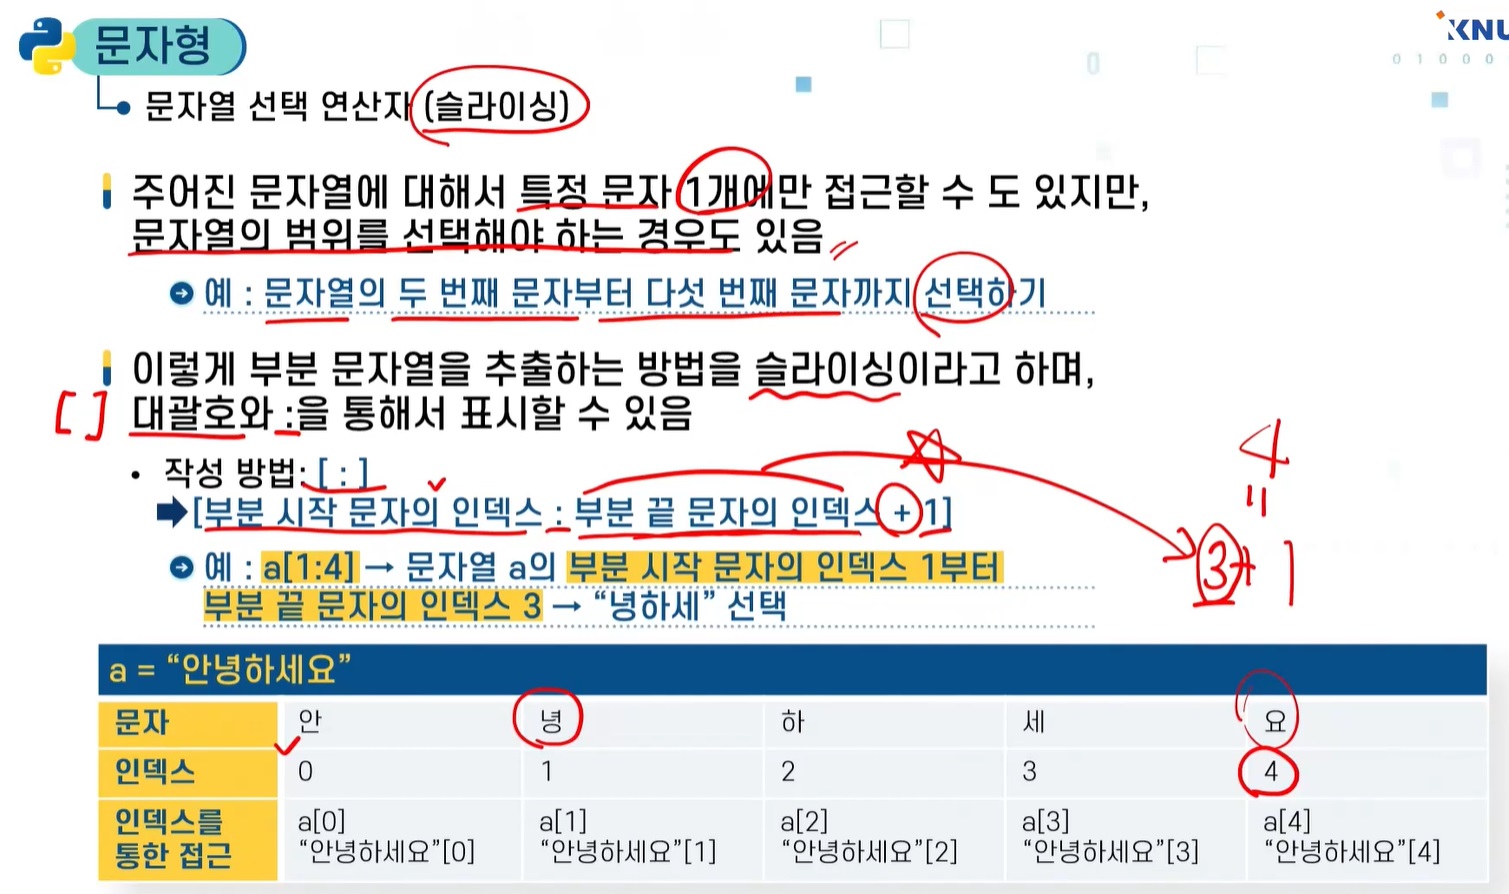 KNU
0 1 0 0 0
0
문자형
문자열 선택 연산자 (슬라이싱)
주어진 문자열에 대해서 특정 문자 1개에만 접근할 수 도 있지만,
문자열의 범위를 선택해야 하는 경우도 있음
예 : 문자열의 두 번째 문자부터 다섯 번째 문자까지 선택하기
이렇게 부분 문자열을 추출하는 방법을 슬라이싱이라고 하며,
[ ] 대괄호와 :을 통해서 표시할 수 있음
• 작성 방법: [ : ]
4
=
[부분 시작 문자의 인덱스 : 부분 끝 문자의 인덱스 + 1]
3+1
예 : a[1:4] → 문자열 a의 부분 시작 문자의 인덱스 1부터
부분 끝 문자의 인덱스 3 → “녕하세” 선택
a = “안녕하세요”
문자 안 녕 하 세 요
인덱스 0 1 2 3 4
인덱스를 a[0] a[1] a[2] a[3] a[4]
통한 접근 “안녕하세요”[0] “안녕하세요”[1] “안녕하세요”[2] “안녕하세요”[3] “안녕하세요”[4]